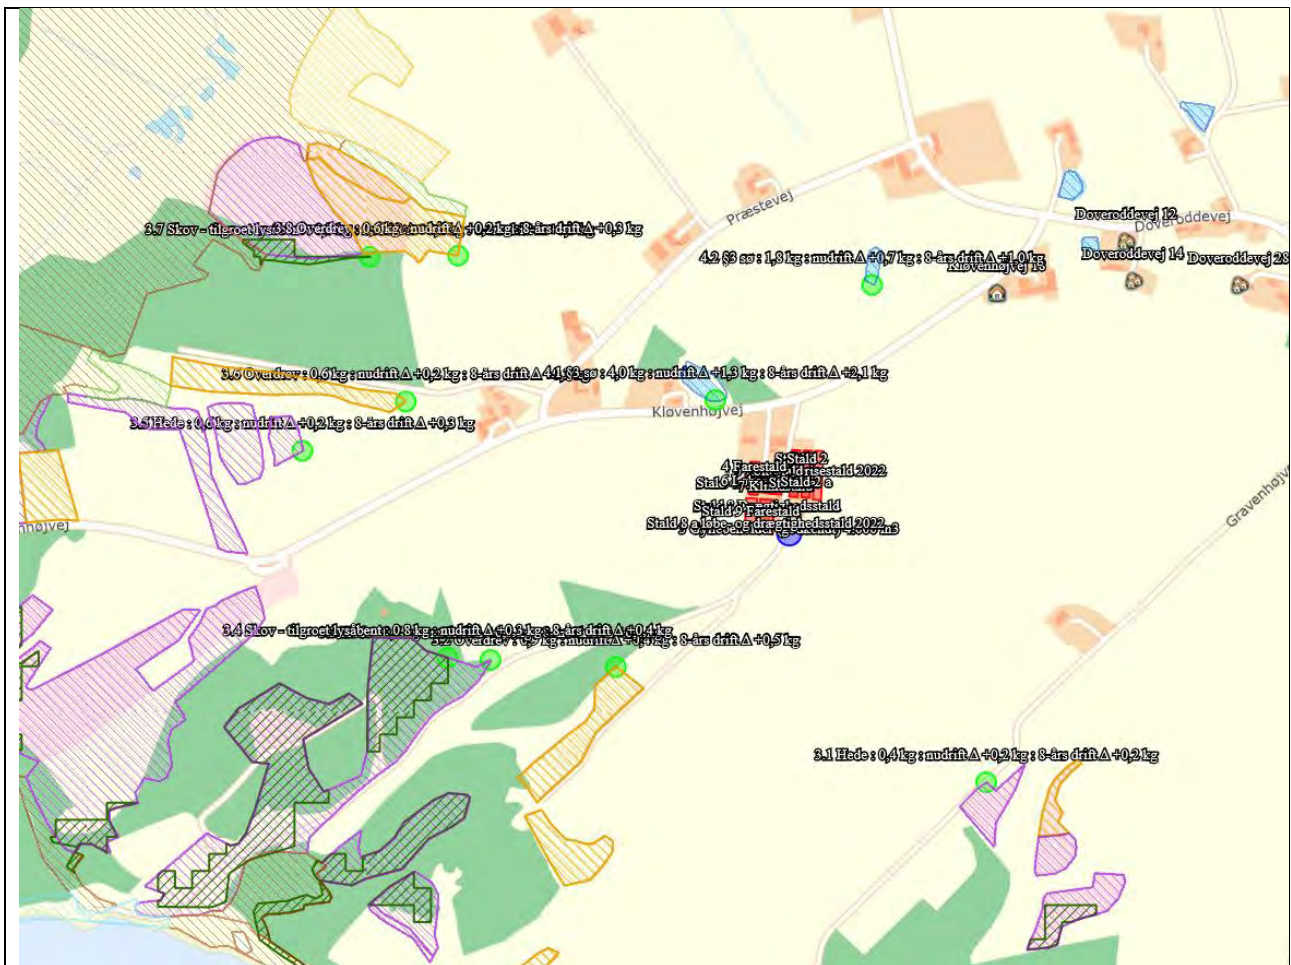 Præstevej
Doveroddevej 12
Doveroddevej
3.8 Overdrev : 0,6 kg : nudrift Δ +0,2 kg : 8-års drift Δ +0,3 kg
3.7 Skov - tilgroet
4.2 §3 sø : 1,8 kg : nudrift Δ +0,7 kg : 8-års drift Δ +1,0 kg
Doveroddevej 14
Doveroddevej 28
Kløvenhøjvej 13
3.6 Overdrev : 0,6 kg : nudrift Δ +0,2 kg : 8-års drift Δ
4.1 §3 sø : 4,0 kg : nudrift Δ +1,3 kg : 8-års drift Δ +2,1 kg
Kløvenhøjvej
3.5 Hede : 0,6 kg : nudrift Δ +0,2 kg : 8-års drift Δ +0,3 kg
Stald 2
4 Farestald
2022
Stald 2 a
Stald 9 Farestald
Stald 8 a løbe- og drægtighedsstald 2022
Gravenhøjvej
3.4 Skov - tilgroet lysåbent : 0,8 kg : nudrift Δ +0,3 kg : 8-års drift Δ +0,4 kg
: 8-års drift Δ +0,5 kg
3.1 Hede : 0,4 kg : nudrift Δ +0,2 kg : 8-års drift Δ +0,2 kg